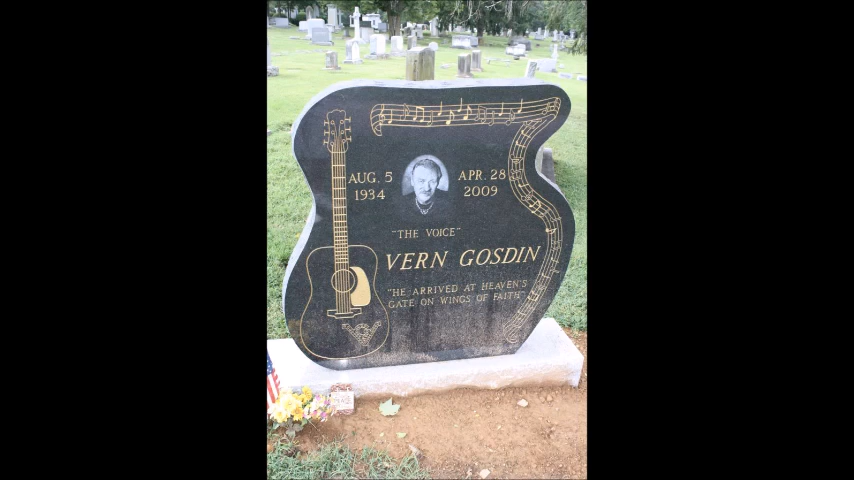 AUG. 5
1934
APR. 28
2009
"THE VOICE"
VERN GOSDIN
"HE ARRIVED AT HEAVEN'S
GATE ON WINGS OF FAITH"